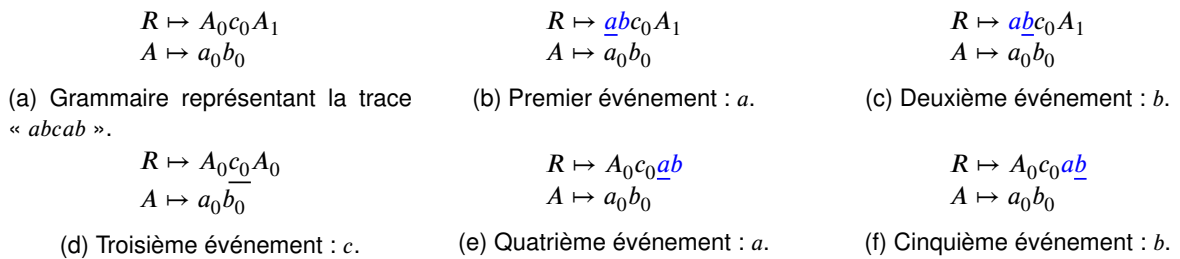 R ↦ A₀c₀A₁
A ↦ a₀b₀
(a) Grammaire représentant la trace
« abcab ».
R ↦ abc₀A₁
A ↦ a₀b₀
(b) Premier événement : a.
R ↦ abc₀A₁
A ↦ a₀b₀
(c) Deuxième événement : b.
R ↦ A₀c₀A₀
A ↦ a₀b₀
(d) Troisième événement : c.
R ↦ A₀c₀ab
A ↦ a₀b₀
(e) Quatrième événement : a.
R ↦ A₀c₀ab
A ↦ a₀b₀
(f) Cinquième événement : b.